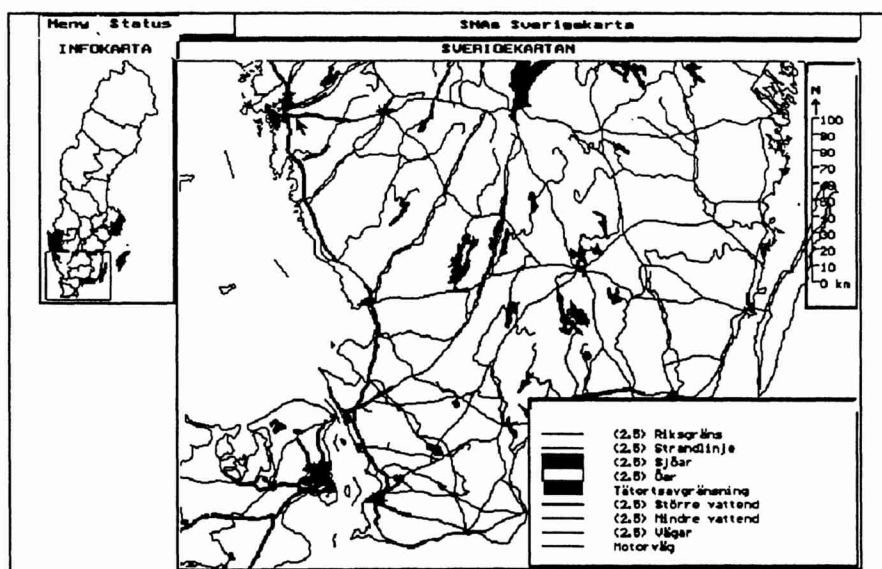 Meny Status
SNAs Sverigekarta
INFOKARTA
SVERIGEKARTAN
N
100
90
80
70
60
50
40
30
20
10
0 km
(2.5) Riksgräns
(2.5) Strandlinje
(2.5) Sjöar
(2.5) Öar
Tätortsavgränsning
(2.5) Större vattend
(2.5) Mindre vattend
(2.5) Vägar
Motorväg